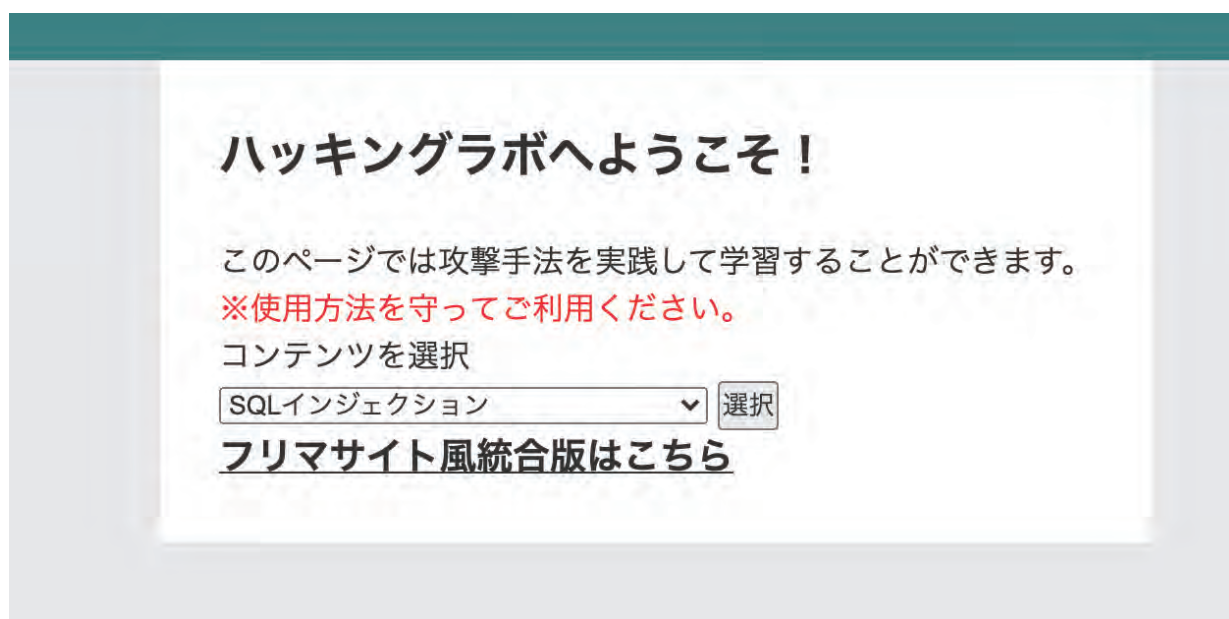 ハッキングラボへようこそ！
このページでは攻撃手法を実践して学習することができます。
※使用方法を守ってご利用ください。
コンテンツを選択
SQLインジェクション 選択
フリマサイト風統合版はこちら